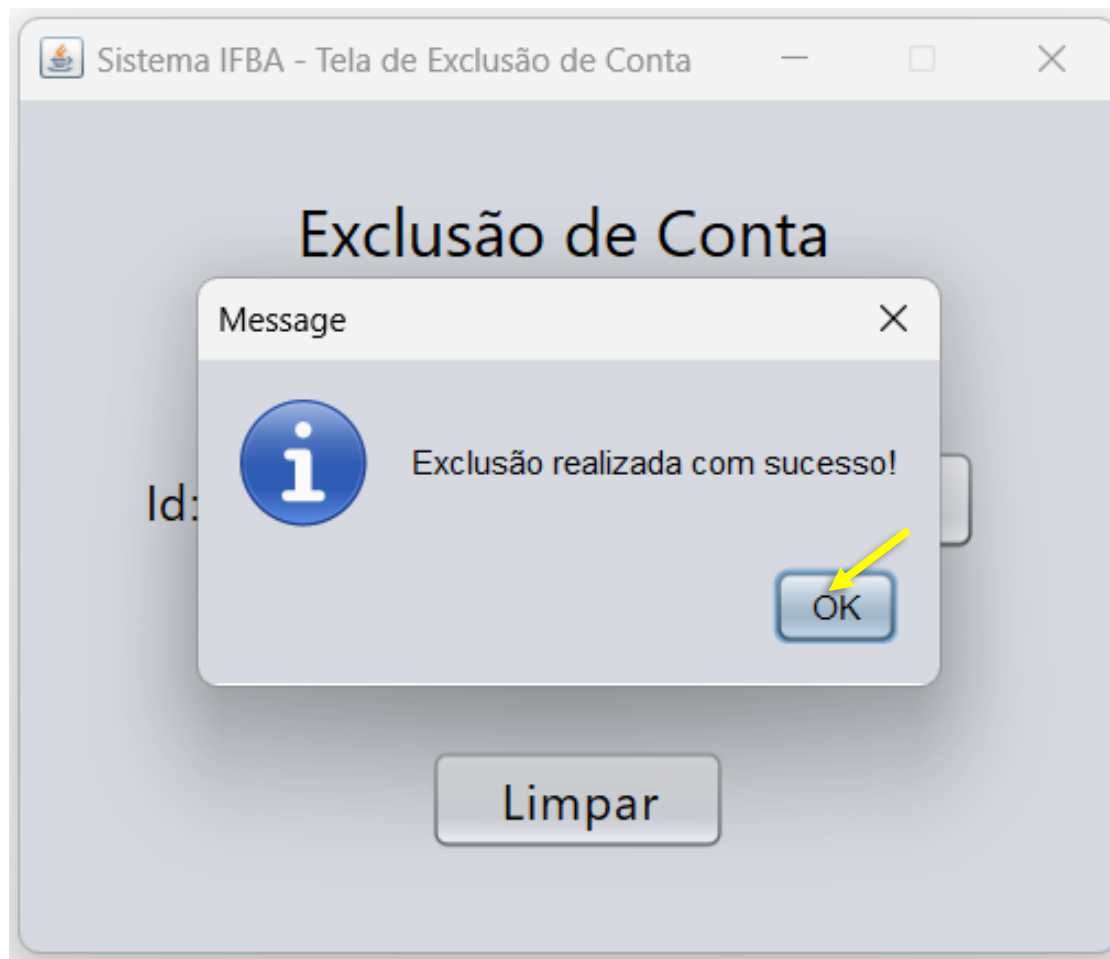 Sistema IFBA - Tela de Exclusão de Conta
Exclusão de Conta
Message
Exclusão realizada com sucesso!
Id:
OK
Limpar